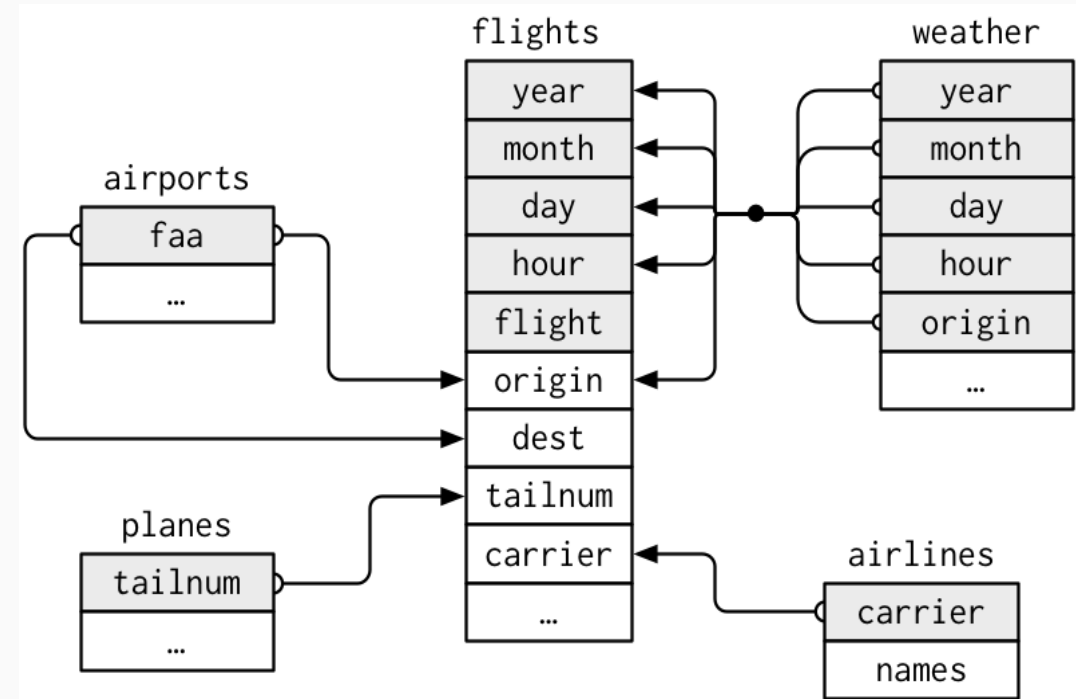 flights
year
month
day
hour
flight
origin
dest
tailnum
carrier
…
weather
year
month
day
hour
origin
…
airports
faa
…
planes
tailnum
…
airlines
carrier
names